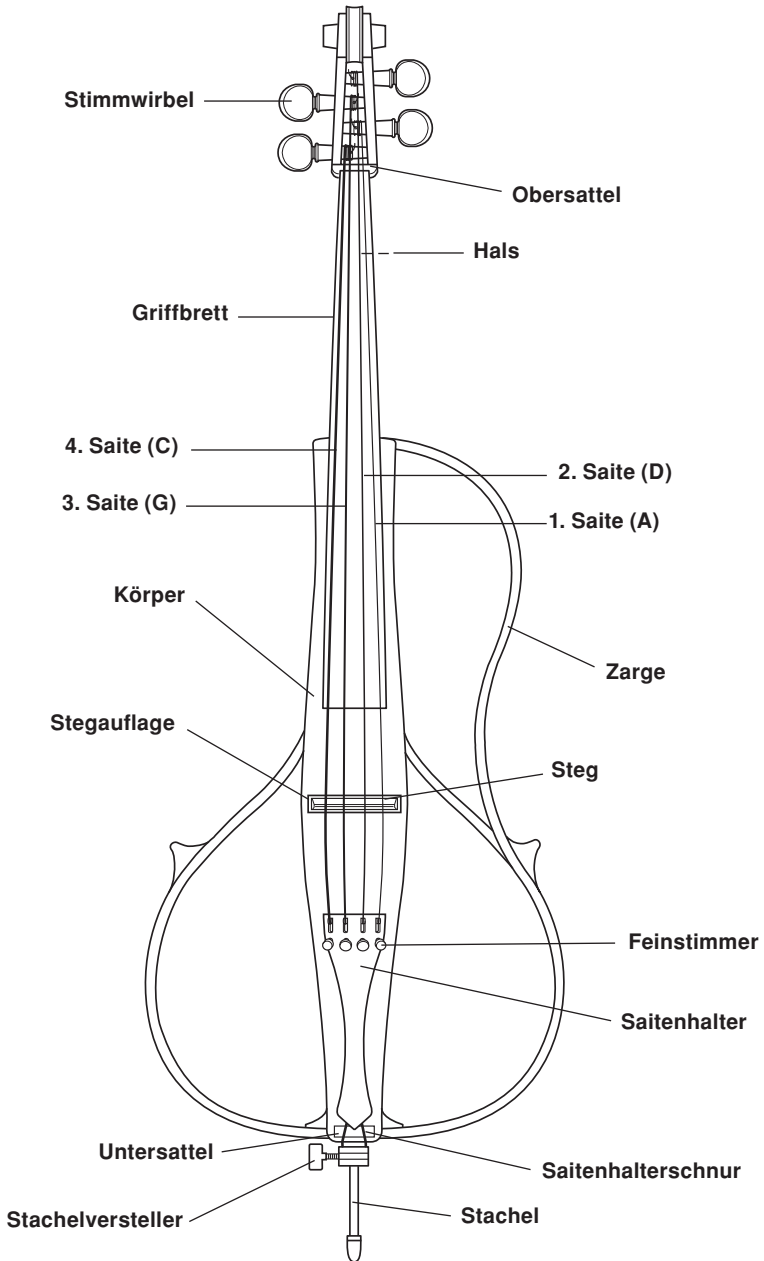 Stimmwirbel
Obersattel
Hals
Griffbrett
4. Saite (C)
2. Saite (D)
3. Saite (G)
1. Saite (A)
Körper
Zarge
Stegauflage
Steg
Feinstimmer
Saitenhalter
Untersattel
Saitenhalterschnur
Stachelversteller
Stachel